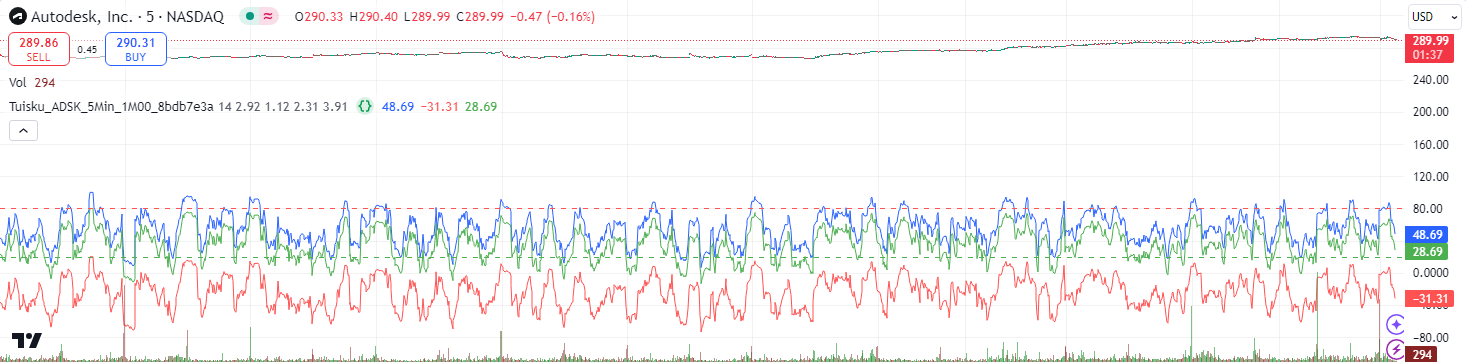 Autodesk, Inc. · 5 · NASDAQ O290.33 H290.40 L289.99 C289.99 −0.47 (−0.16%)
USD
289.86 SELL
0.45
290.31 BUY
289.99
01:37
Vol 294
240.00
Tuisku_ADSK_5Min_1M00_8bdb7e3a 14 2.92 1.12 2.31 3.91 {} 48.69 −31.31 28.69
200.00
160.00
120.00
80.00
48.69
28.69
0.0000
−31.31
−80.00
294